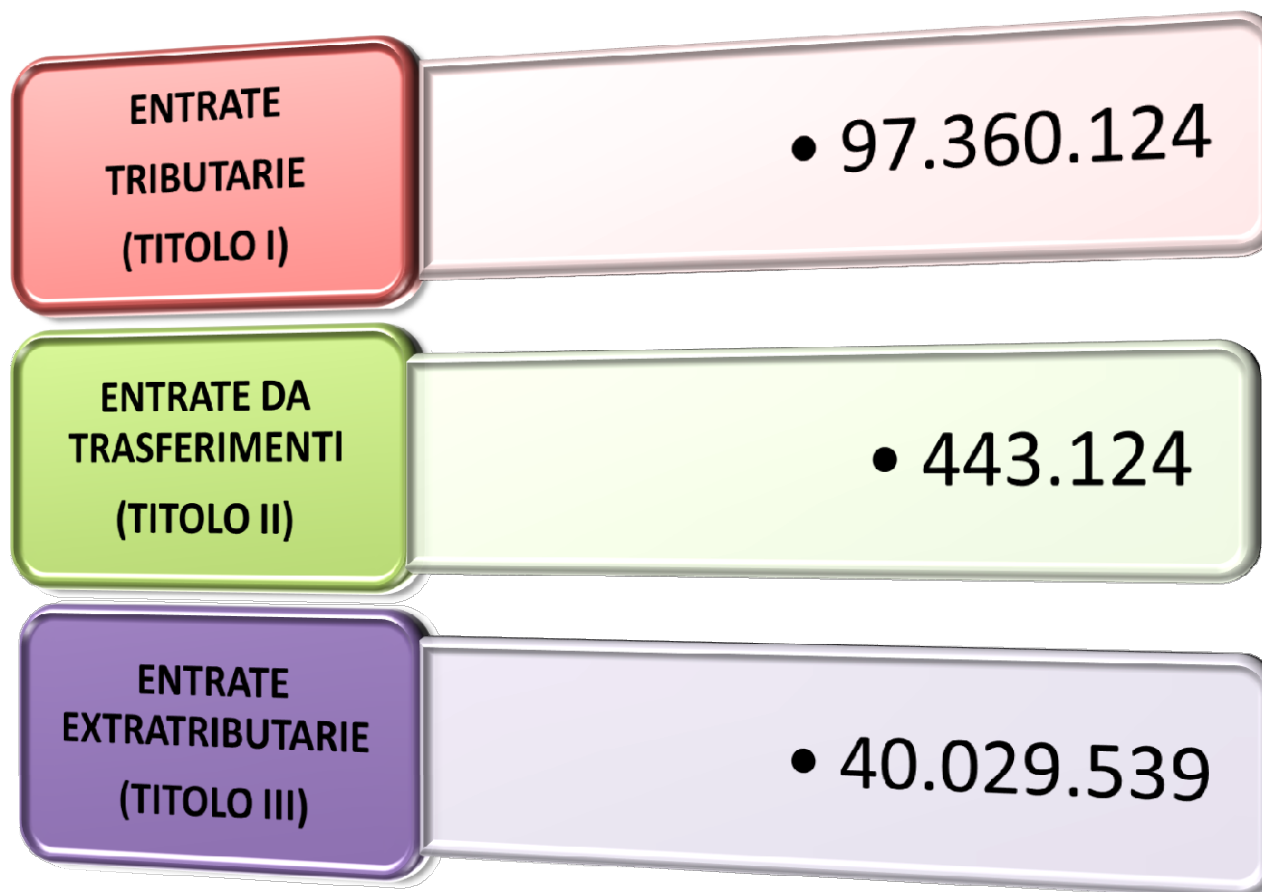 ENTRATE
TRIBUTARIE
(TITOLO I)
• 97.360.124
ENTRATE DA
TRASFERIMENTI
(TITOLO II)
• 443.124
ENTRATE
EXTRATRIBUTARIE
(TITOLO III)
• 40.029.539